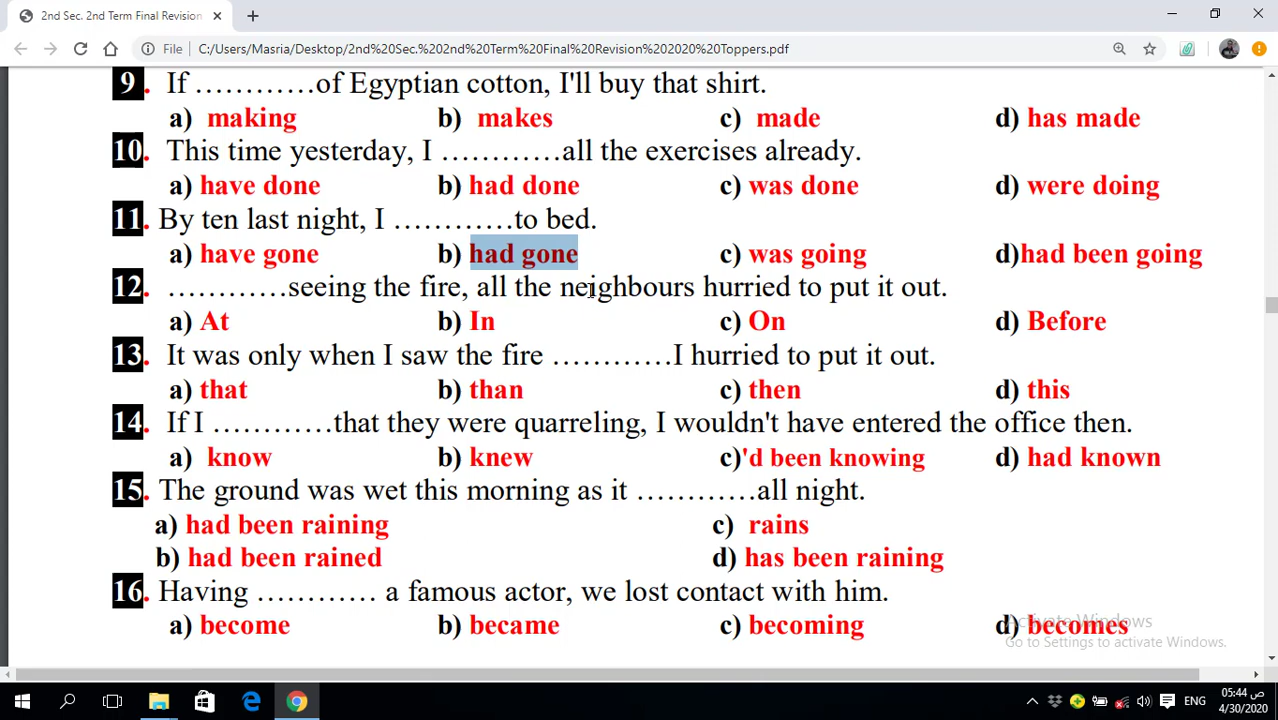 2nd Sec. 2nd Term Final Revision
File C:/Users/Masria/Desktop/2nd%20Sec.%202nd%20Term%20Final%20Revision%202020%20Toppers.pdf
9. If …………of Egyptian cotton, I'll buy that shirt.
a) making b) makes c) made d) has made
10. This time yesterday, I …………all the exercises already.
a) have done b) had done c) was done d) were doing
11. By ten last night, I …………to bed.
a) have gone b) had gone c) was going d)had been going
12. …………seeing the fire, all the neighbours hurried to put it out.
a) At b) In c) On d) Before
13. It was only when I saw the fire …………I hurried to put it out.
a) that b) than c) then d) this
14. If I …………that they were quarreling, I wouldn't have entered the office then.
a) know b) knew c)'d been knowing d) had known
15. The ground was wet this morning as it …………all night.
a) had been raining c) rains
b) had been rained d) has been raining
16. Having ………… a famous actor, we lost contact with him.
a) become b) became c) becoming d) becomes
Activate Windows
Go to Settings to activate Windows.
ENG 05:44 ص
4/30/2020